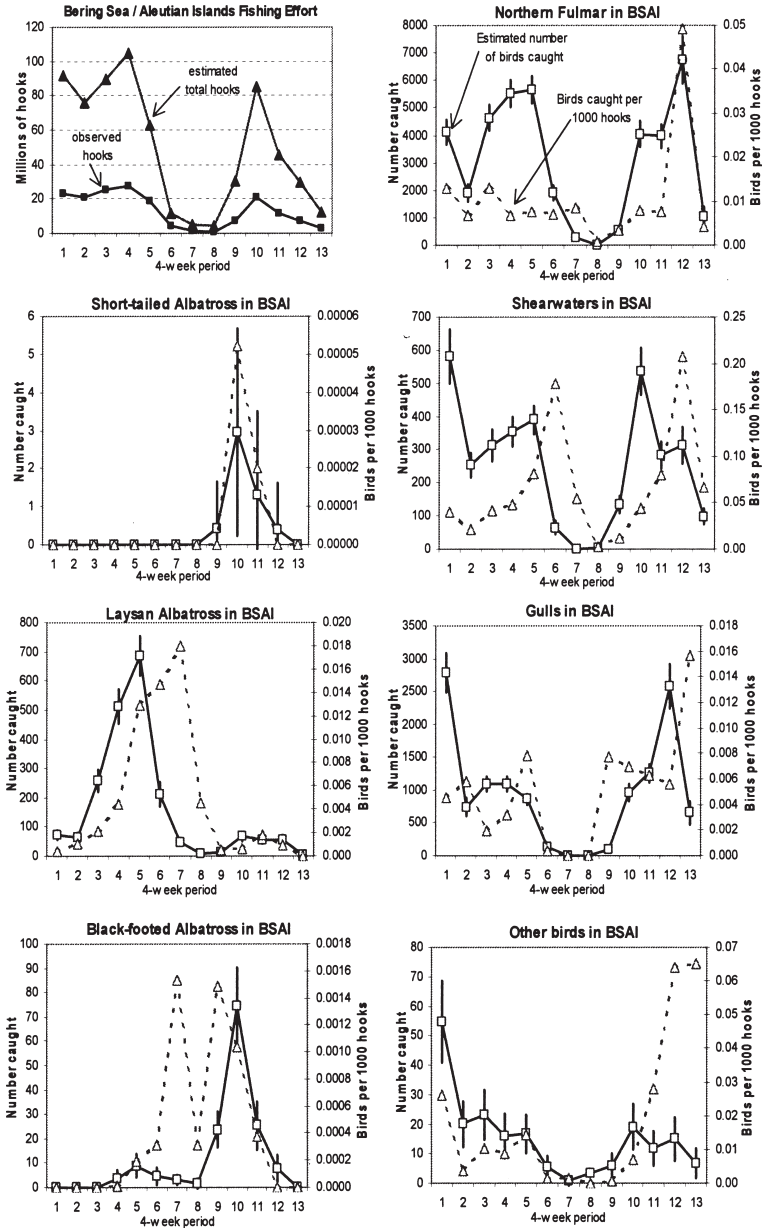 Bering Sea / Aleutian Islands Fishing Effort
120
100
80
60
40
20
0
Millions of hooks
estimated
total hooks
observed
hooks
1 2 3 4 5 6 7 8 9 10 11 12 13
4-week period
Northern Fulmar in BSAI
8000
7000
6000
5000
4000
3000
2000
1000
0
Number caught
Estimated number
of birds caught
Birds caught per
1000 hooks
0.05
0.04
0.03
0.02
0.01
0.00
Birds per 1000 hooks
1 2 3 4 5 6 7 8 9 10 11 12 13
4-week period
Short-tailed Albatross in BSAI
6
5
4
3
2
1
0
Number caught
0.00006
0.00005
0.00004
0.00003
0.00002
0.00001
0.00000
Birds per 1000 hooks
1 2 3 4 5 6 7 8 9 10 11 12 13
4-week period
Shearwaters in BSAI
700
600
500
400
300
200
100
0
Number caught
0.25
0.20
0.15
0.10
0.05
0.00
Birds per 1000 hooks
1 2 3 4 5 6 7 8 9 10 11 12 13
4-week period
Laysan Albatross in BSAI
800
700
600
500
400
300
200
100
0
Number caught
0.020
0.018
0.016
0.014
0.012
0.010
0.008
0.006
0.004
0.002
0.000
Birds per 1000 hooks
1 2 3 4 5 6 7 8 9 10 11 12 13
4-week period
Gulls in BSAI
3500
3000
2500
2000
1500
1000
500
0
Number caught
0.018
0.016
0.014
0.012
0.010
0.008
0.006
0.004
0.002
0.000
Birds per 1000 hooks
1 2 3 4 5 6 7 8 9 10 11 12 13
4-week period
Black-footed Albatross in BSAI
100
90
80
70
60
50
40
30
20
10
0
Number caught
0.0018
0.0016
0.0014
0.0012
0.0010
0.0008
0.0006
0.0004
0.0002
0.0000
Birds per 1000 hooks
1 2 3 4 5 6 7 8 9 10 11 12 13
4-week period
Other birds in BSAI
80
70
60
50
40
30
20
10
0
Number caught
0.07
0.06
0.05
0.04
0.03
0.02
0.01
0.00
Birds per 1000 hooks
1 2 3 4 5 6 7 8 9 10 11 12 13
4-week period